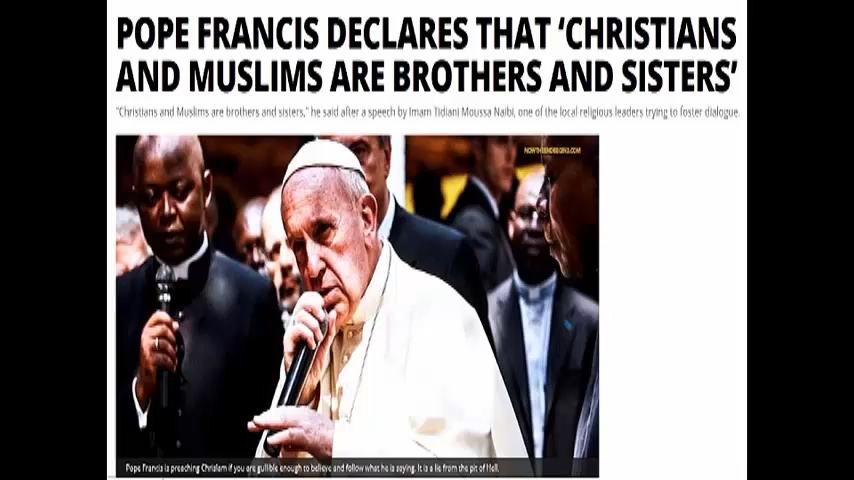 POPE FRANCIS DECLARES THAT ‘CHRISTIANS
AND MUSLIMS ARE BROTHERS AND SISTERS’
"Christians and Muslims are brothers and sisters," he said after a speech by Imam Tidiani Moussa Naibi, one of the local religious leaders trying to foster dialogue.
NOWTHEENDBEGINS.COM
Pope Francis is preaching Chrislam if you are gullible enough to believe and follow what he is saying. It is a lie from the pit of Hell.